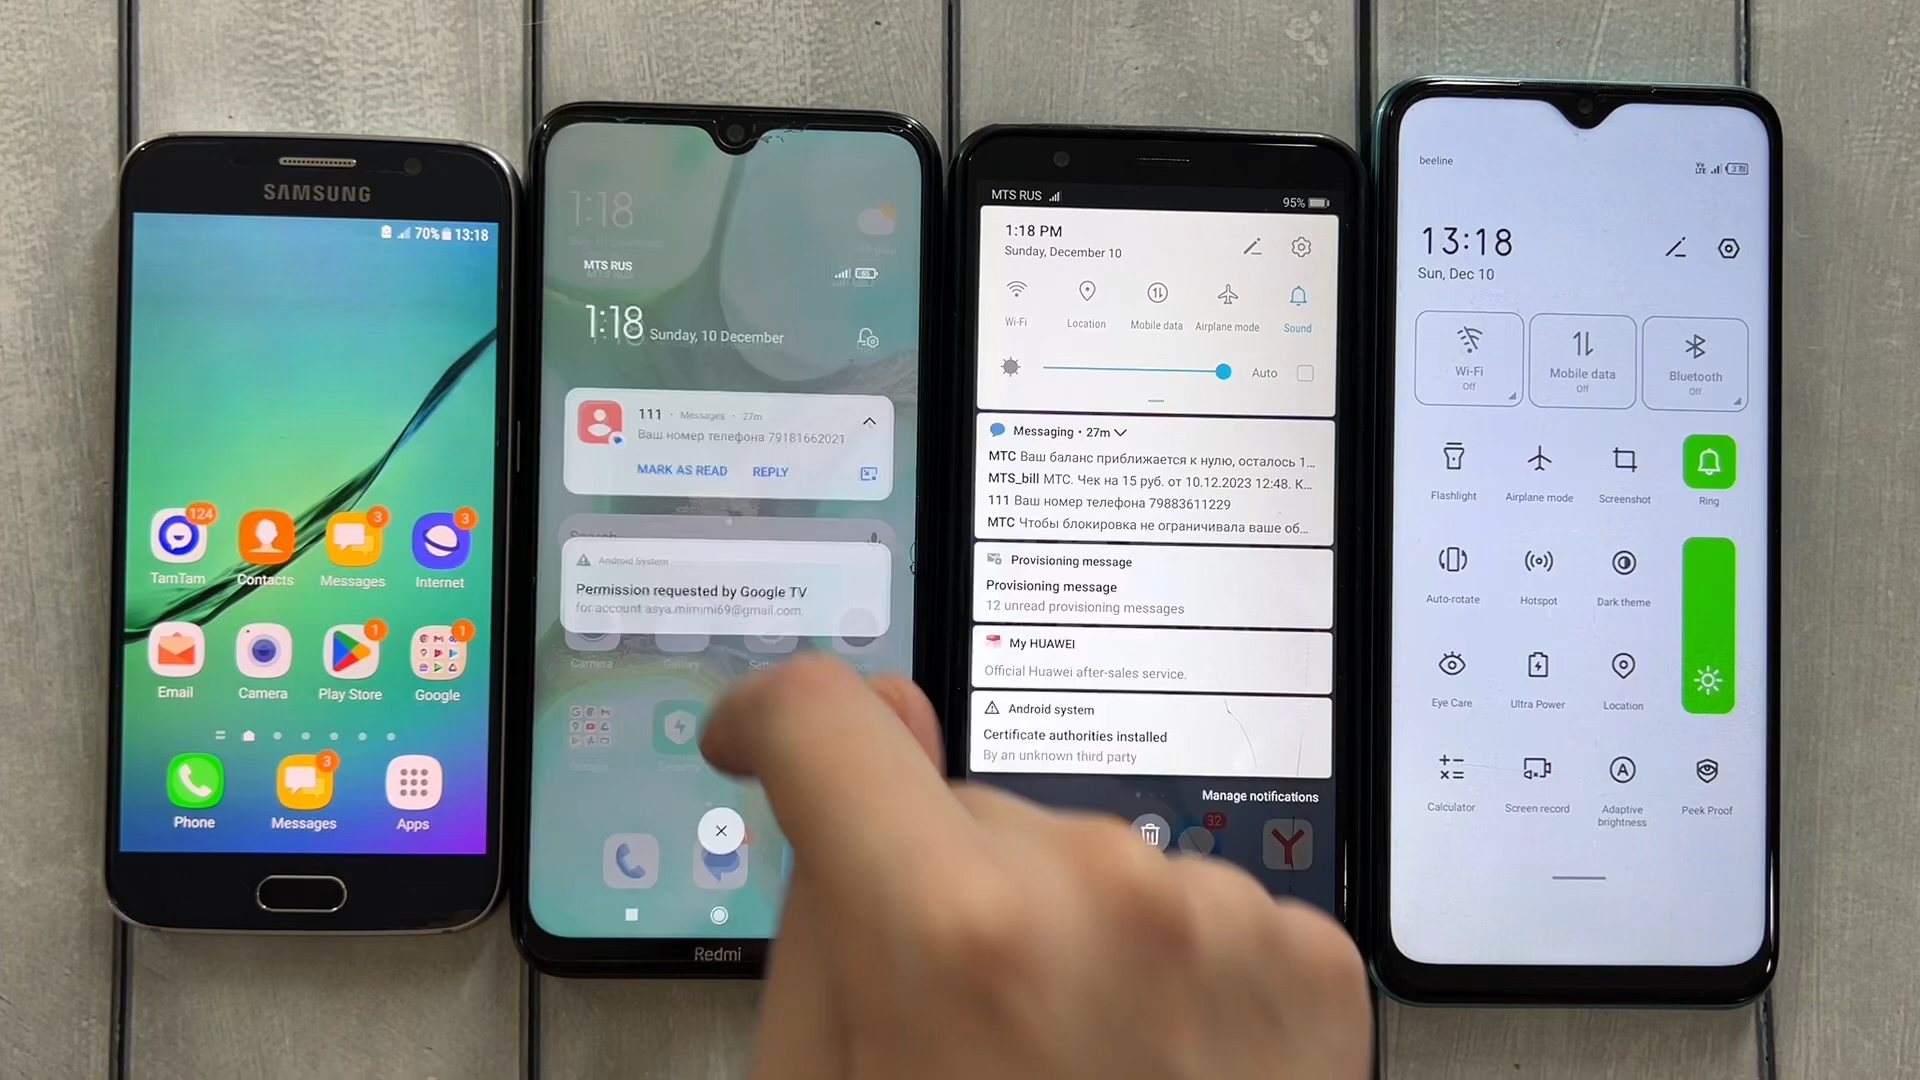 SAMSUNG
70% 13:18
124
3
3
TamTam
Contacts
Messages
Internet
1
1
Email
Camera
Play Store
Google
3
Phone
Messages
Apps
1:18
MTS RUS
1:18 Sunday, 10 December
111 · Messages · 27m
Ваш номер телефона 79181662021
MARK AS READ
REPLY
Search
Android System
Permission requested by Google TV
for account asya.mimimi69@gmail.com.
Camera
Gallery
Redmi
MTS RUS
95%
1:18 PM
Sunday, December 10
Wi-Fi
Location
Mobile data
Airplane mode
Sound
Auto
Messaging • 27m
МТС Ваш баланс приближается к нулю, осталось 1...
MTS_bill МТС. Чек на 15 руб. от 10.12.2023 12:48. К...
111 Ваш номер телефона 79883611229
МТС Чтобы блокировка не ограничивала ваше об...
Provisioning message
Provisioning message
12 unread provisioning messages
My HUAWEI
Official Huawei after-sales service.
Android system
Certificate authorities installed
By an unknown third party
Manage notifications
32
Y
beeline
Vo
LTE
13:18
Sun, Dec 10
Wi-Fi
Off
Mobile data
Off
Bluetooth
Off
Flashlight
Airplane mode
Screenshot
Ring
Auto-rotate
Hotspot
Dark theme
Eye Care
Ultra Power
Location
Calculator
Screen record
Adaptive
brightness
Peek Proof